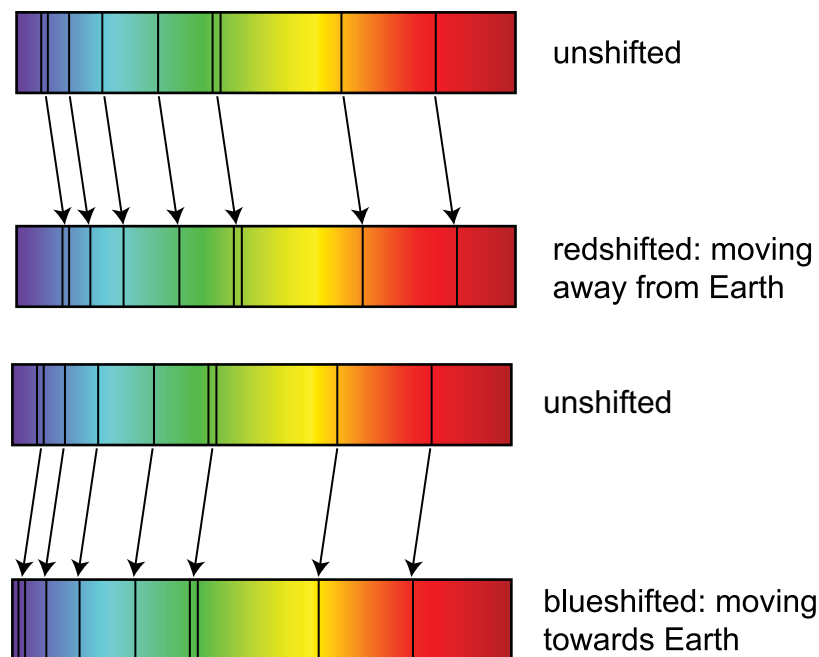 unshifted
redshifted: moving
away from Earth
unshifted
blueshifted: moving
towards Earth